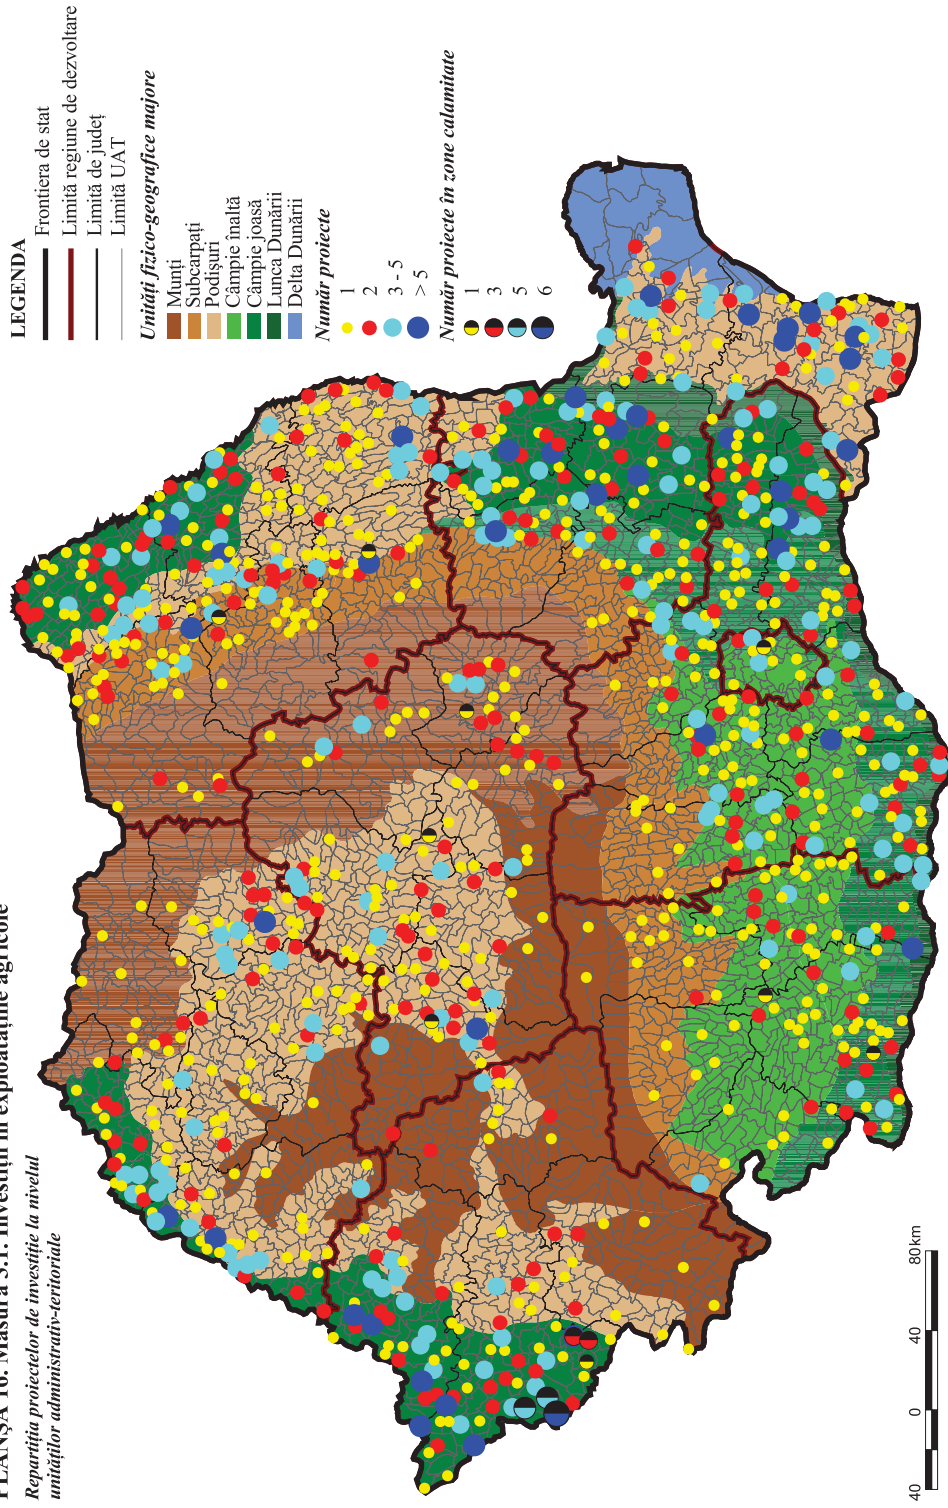 PLANȘA 16. Măsura 3.1. Investiții în exploatațiile agricole
Repartiția proiectelor de investiție la nivelul
unităților administrativ-teritoriale
LEGENDA
Frontiera de stat
Limită regiune de dezvoltare
Limită de județ
Limită UAT
Unități fizico-geografice majore
Munți
Subcarpați
Podișuri
Câmpie înaltă
Câmpie joasă
Lunca Dunării
Delta Dunării
Număr proiecte
1
2
3 - 5
> 5
Număr proiecte în zone calamitate
1
3
5
6
40 0 40 80 km